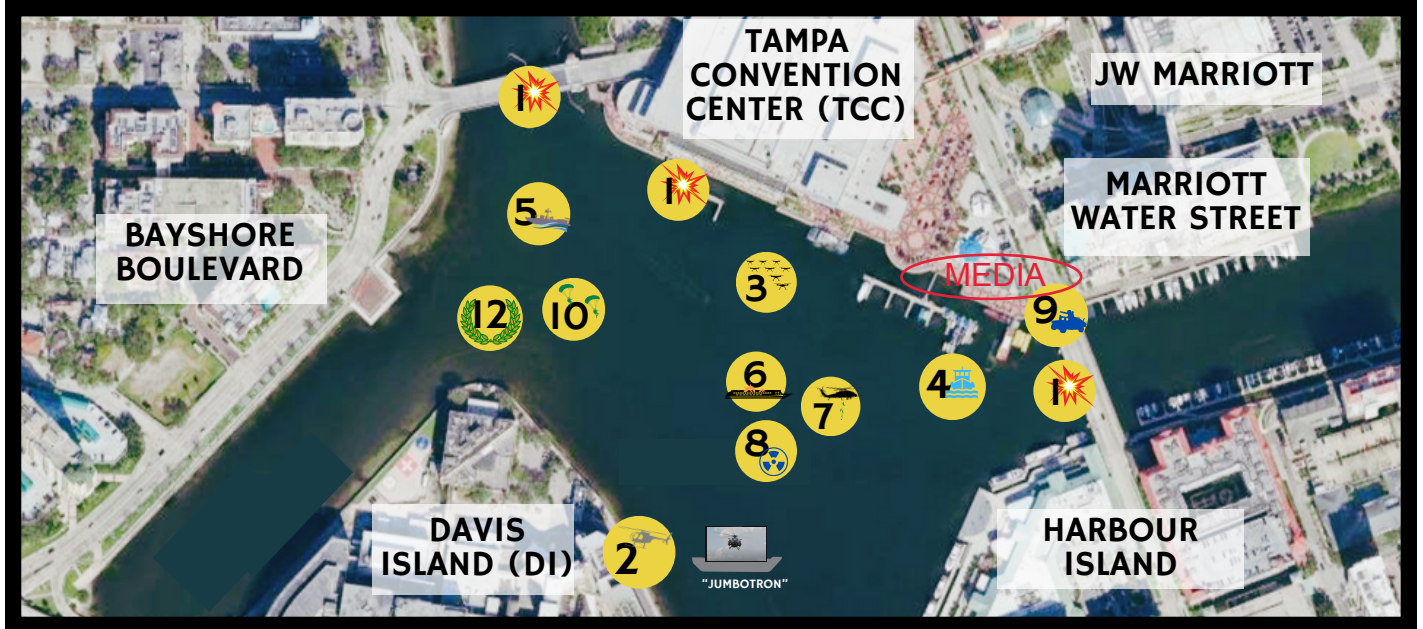 TAMPA
CONVENTION
CENTER (TCC)
JW MARRIOTT
1
1
MARRIOTT
WATER STREET
5
BAYSHORE
BOULEVARD
MEDIA
3
12
10
9
6
4
1
7
8
DAVIS
ISLAND (DI)
2
HARBOUR
ISLAND
"JUMBOTRON"